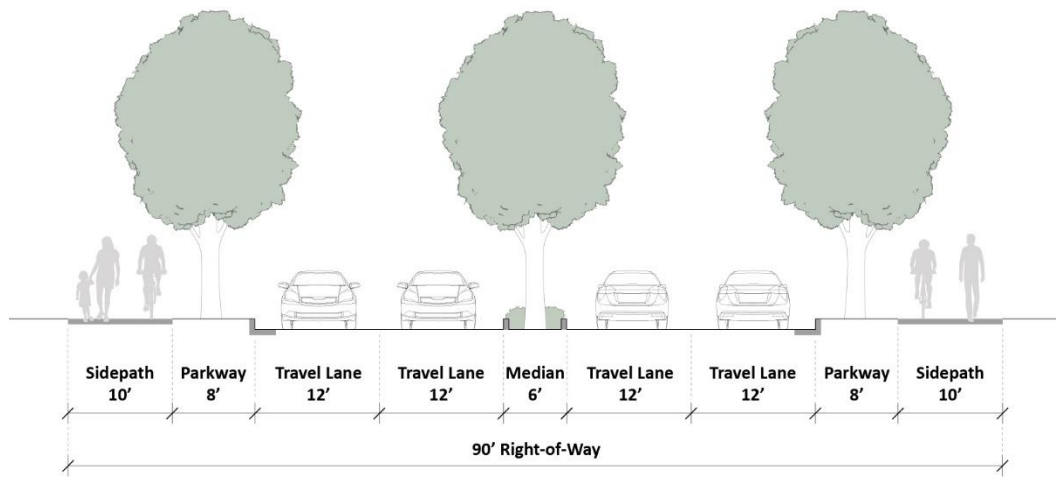 Sidepath Parkway Travel Lane Travel Lane Median Travel Lane Travel Lane Parkway Sidepath
10’ 8’ 12’ 12’ 6’ 12’ 12’ 8’ 10’
90’ Right-of-Way